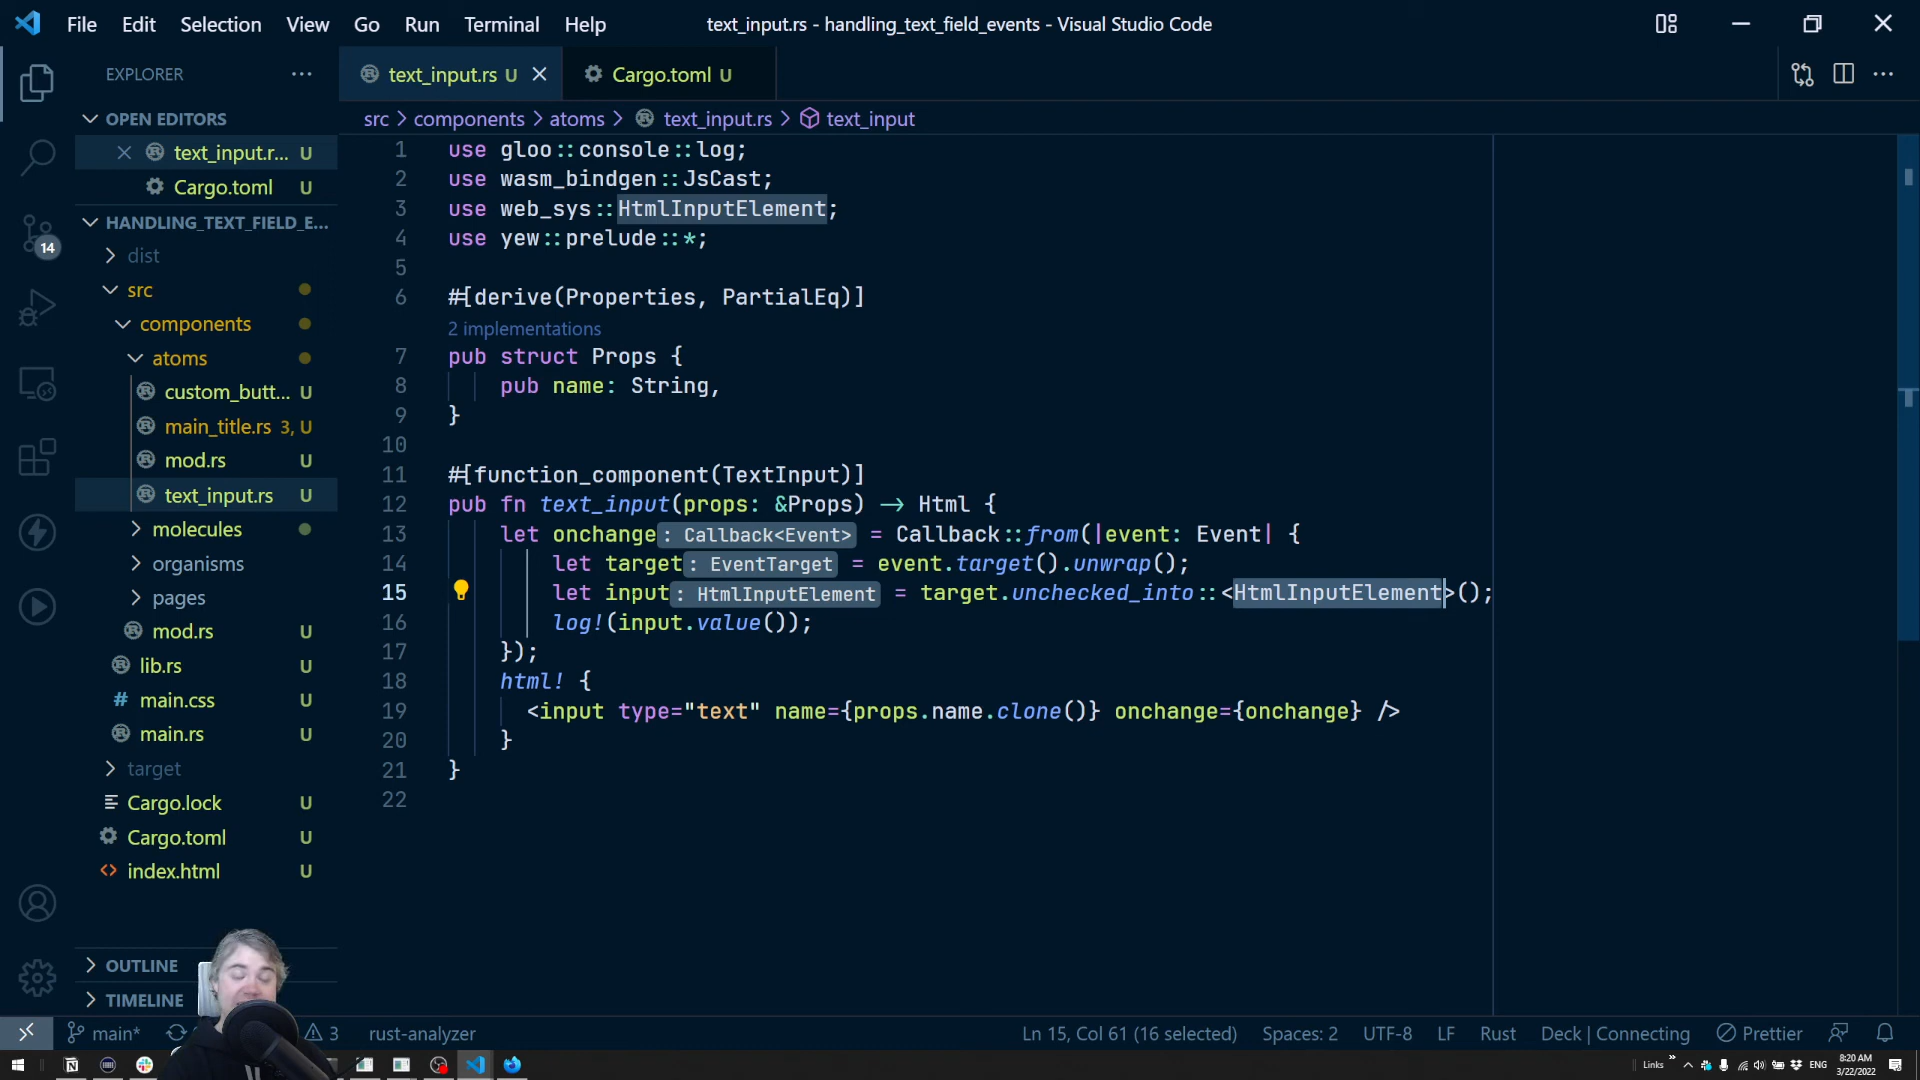 File Edit Selection View Go Run Terminal Help
text_input.rs - handling_text_field_events - Visual Studio Code
EXPLORER
OPEN EDITORS
text_input.r... U
Cargo.toml U
HANDLING_TEXT_FIELD_E...
dist
src
components
atoms
custom_butt... U
main_title.rs 3, U
mod.rs U
text_input.rs U
molecules
organisms
pages
mod.rs U
lib.rs U
# main.css U
main.rs U
target
Cargo.lock U
Cargo.toml U
<> index.html U
OUTLINE
TIMELINE
14
text_input.rs U
Cargo.toml U
src > components > atoms > text_input.rs > text_input
1 use gloo::console::log;
2 use wasm_bindgen::JsCast;
3 use web_sys::HtmlInputElement;
4 use yew::prelude::*;
5
6 #[derive(Properties, PartialEq)]
2 implementations
7 pub struct Props {
8 pub name: String,
9 }
10
11 #[function_component(TextInput)]
12 pub fn text_input(props: &Props) -> Html {
13 let onchange: Callback<Event> = Callback::from(|event: Event| {
14 let target: EventTarget = event.target().unwrap();
15 let input: HtmlInputElement = target.unchecked_into::<HtmlInputElement>();
16 log!(input.value());
17 });
18 html! {
19 <input type="text" name={props.name.clone()} onchange={onchange} />
20 }
21 }
22
main* 3 rust-analyzer Ln 15, Col 61 (16 selected) Spaces: 2 UTF-8 LF Rust Deck | Connecting Prettier
Links ENG 8:20 AM
3/22/2022